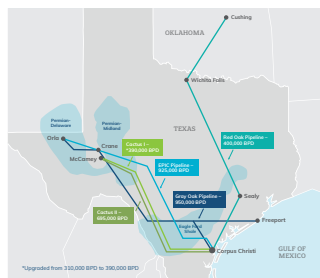 Cushing
OKLAHOMA
Wichita Falls
Permian-
Delaware
Permian-
Midland
TEXAS
Orla
Crane
McCamey
Cactus I –
*390,000 BPD
Red Oak Pipeline –
400,000 BPD
EPIC Pipeline –
925,000 BPD
Gray Oak Pipeline –
950,000 BPD
Cactus II –
685,000 BPD
Sealy
Freeport
Eagle Ford
Shale
Corpus Christi
GULF OF
MEXICO
*Upgraded from 310,000 BPD to 390,000 BPD